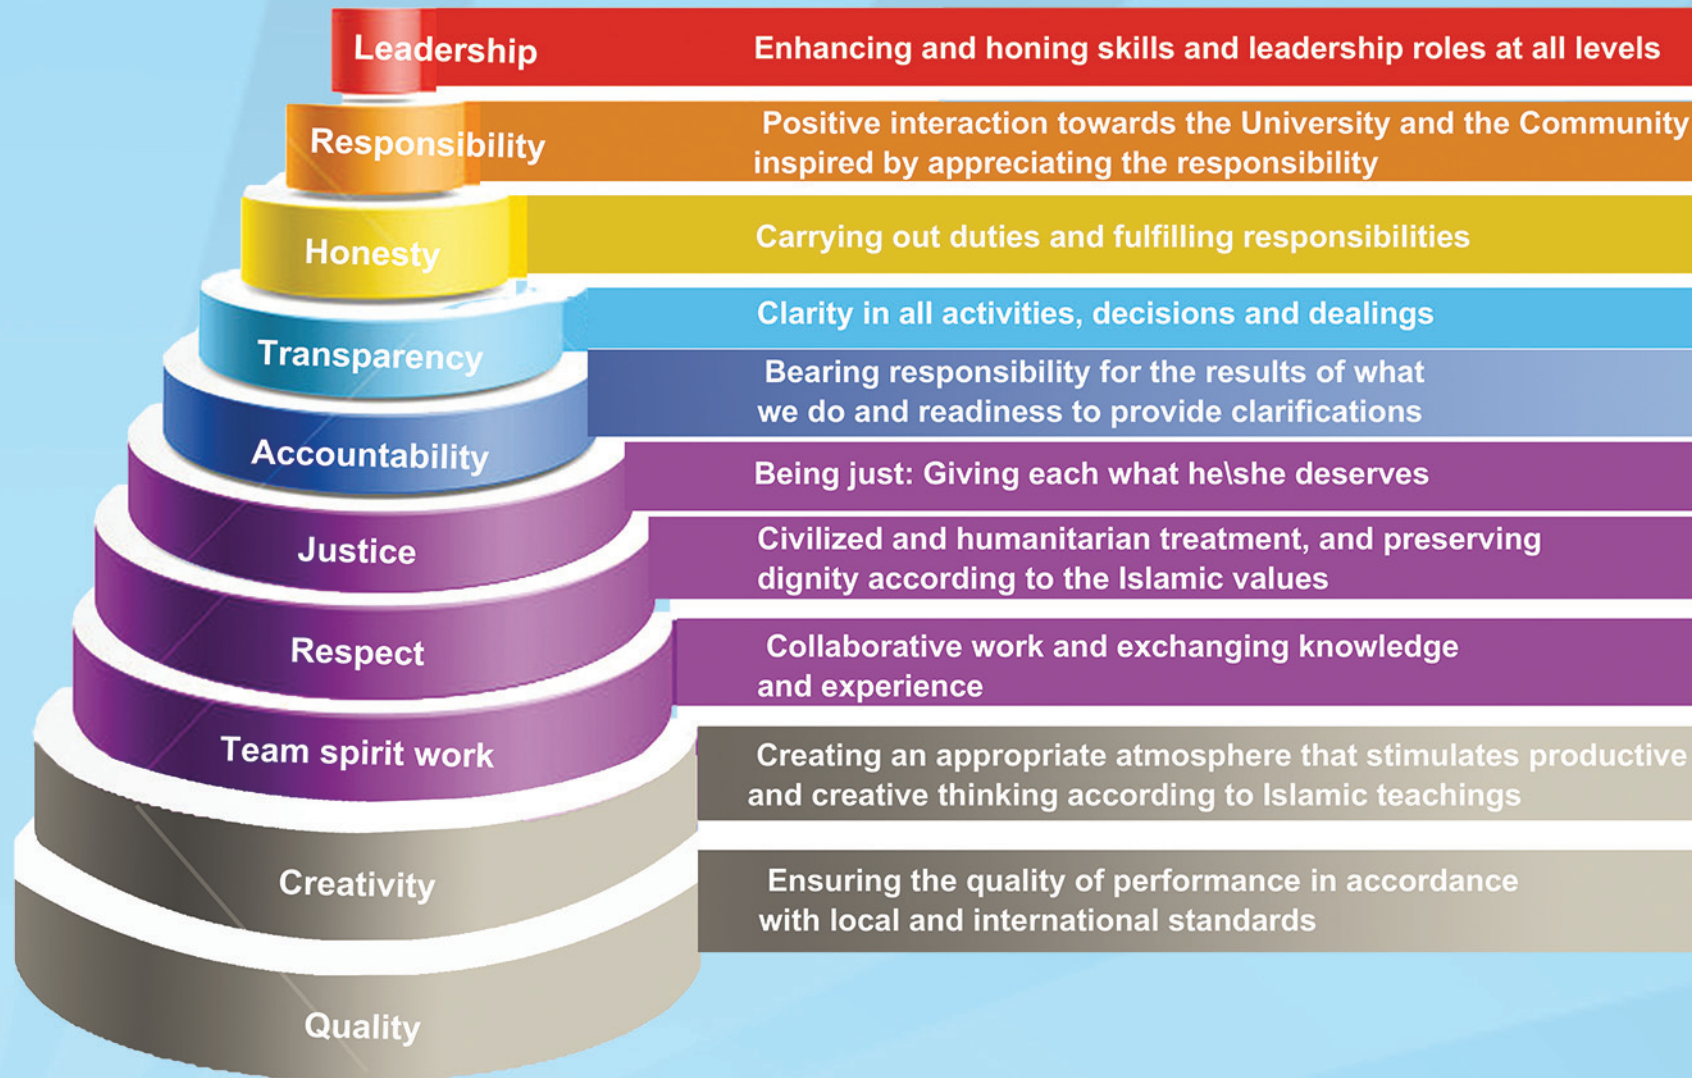 Leadership
Enhancing and honing skills and leadership roles at all levels
Responsibility
Positive interaction towards the University and the Community
inspired by appreciating the responsibility
Honesty
Carrying out duties and fulfilling responsibilities
Transparency
Clarity in all activities, decisions and dealings
Accountability
Bearing responsibility for the results of what
we do and readiness to provide clarifications
Justice
Being just: Giving each what he\she deserves
Respect
Civilized and humanitarian treatment, and preserving
dignity according to the Islamic values
Team spirit work
Collaborative work and exchanging knowledge
and experience
Creativity
Creating an appropriate atmosphere that stimulates productive
and creative thinking according to Islamic teachings
Quality
Ensuring the quality of performance in accordance
with local and international standards